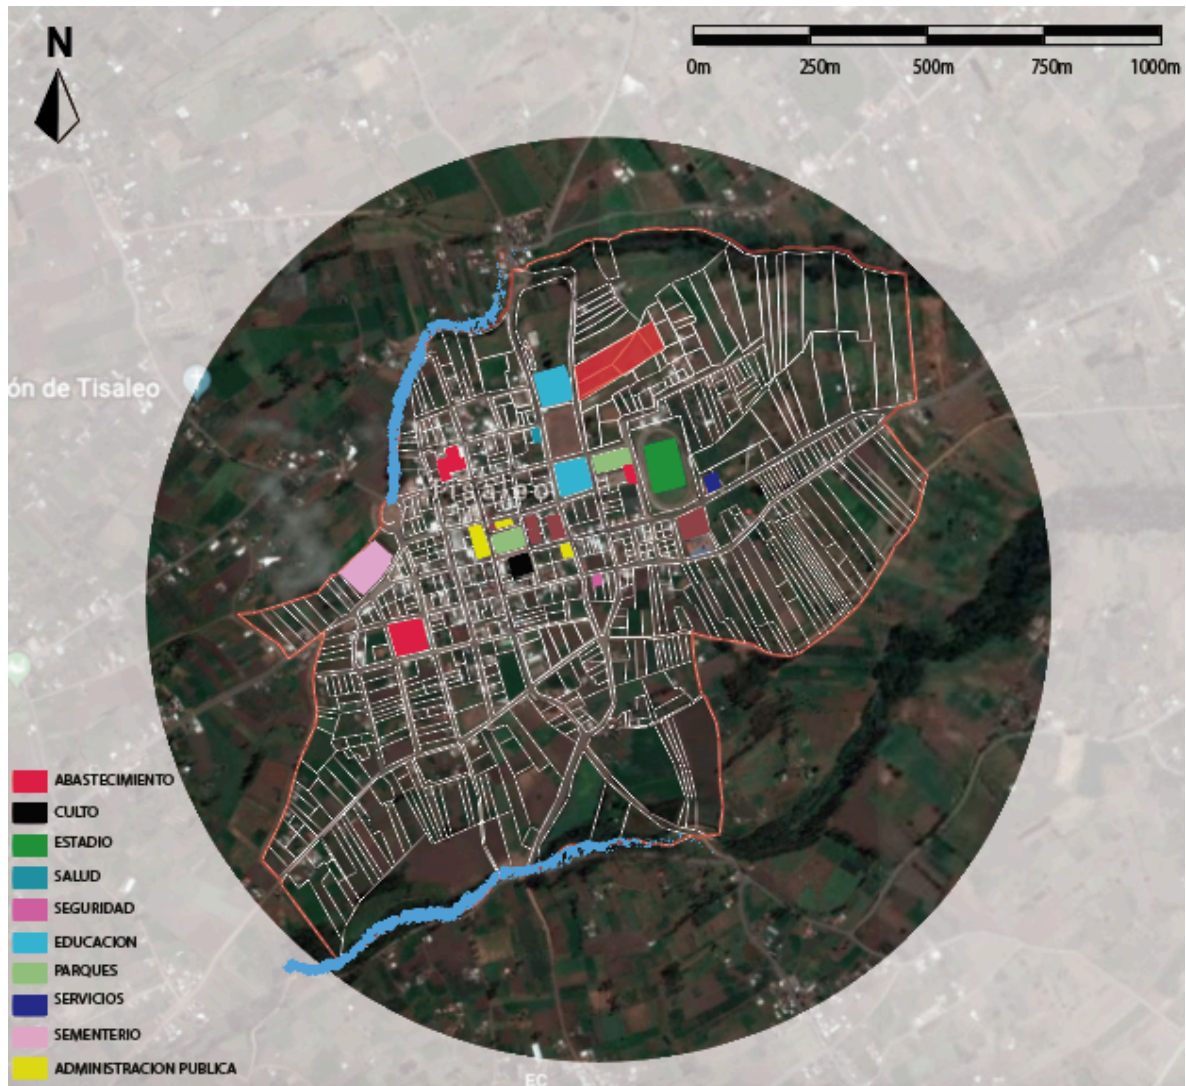 N
0m 250m 500m 750m 1000m
ón de Tisaleo
Tisaleo
ABASTECIMIENTO
CULTO
ESTADIO
SALUD
SEGURIDAD
EDUCACION
PARQUES
SERVICIOS
SEMENTERIO
ADMINISTRACION PUBLICA
EC